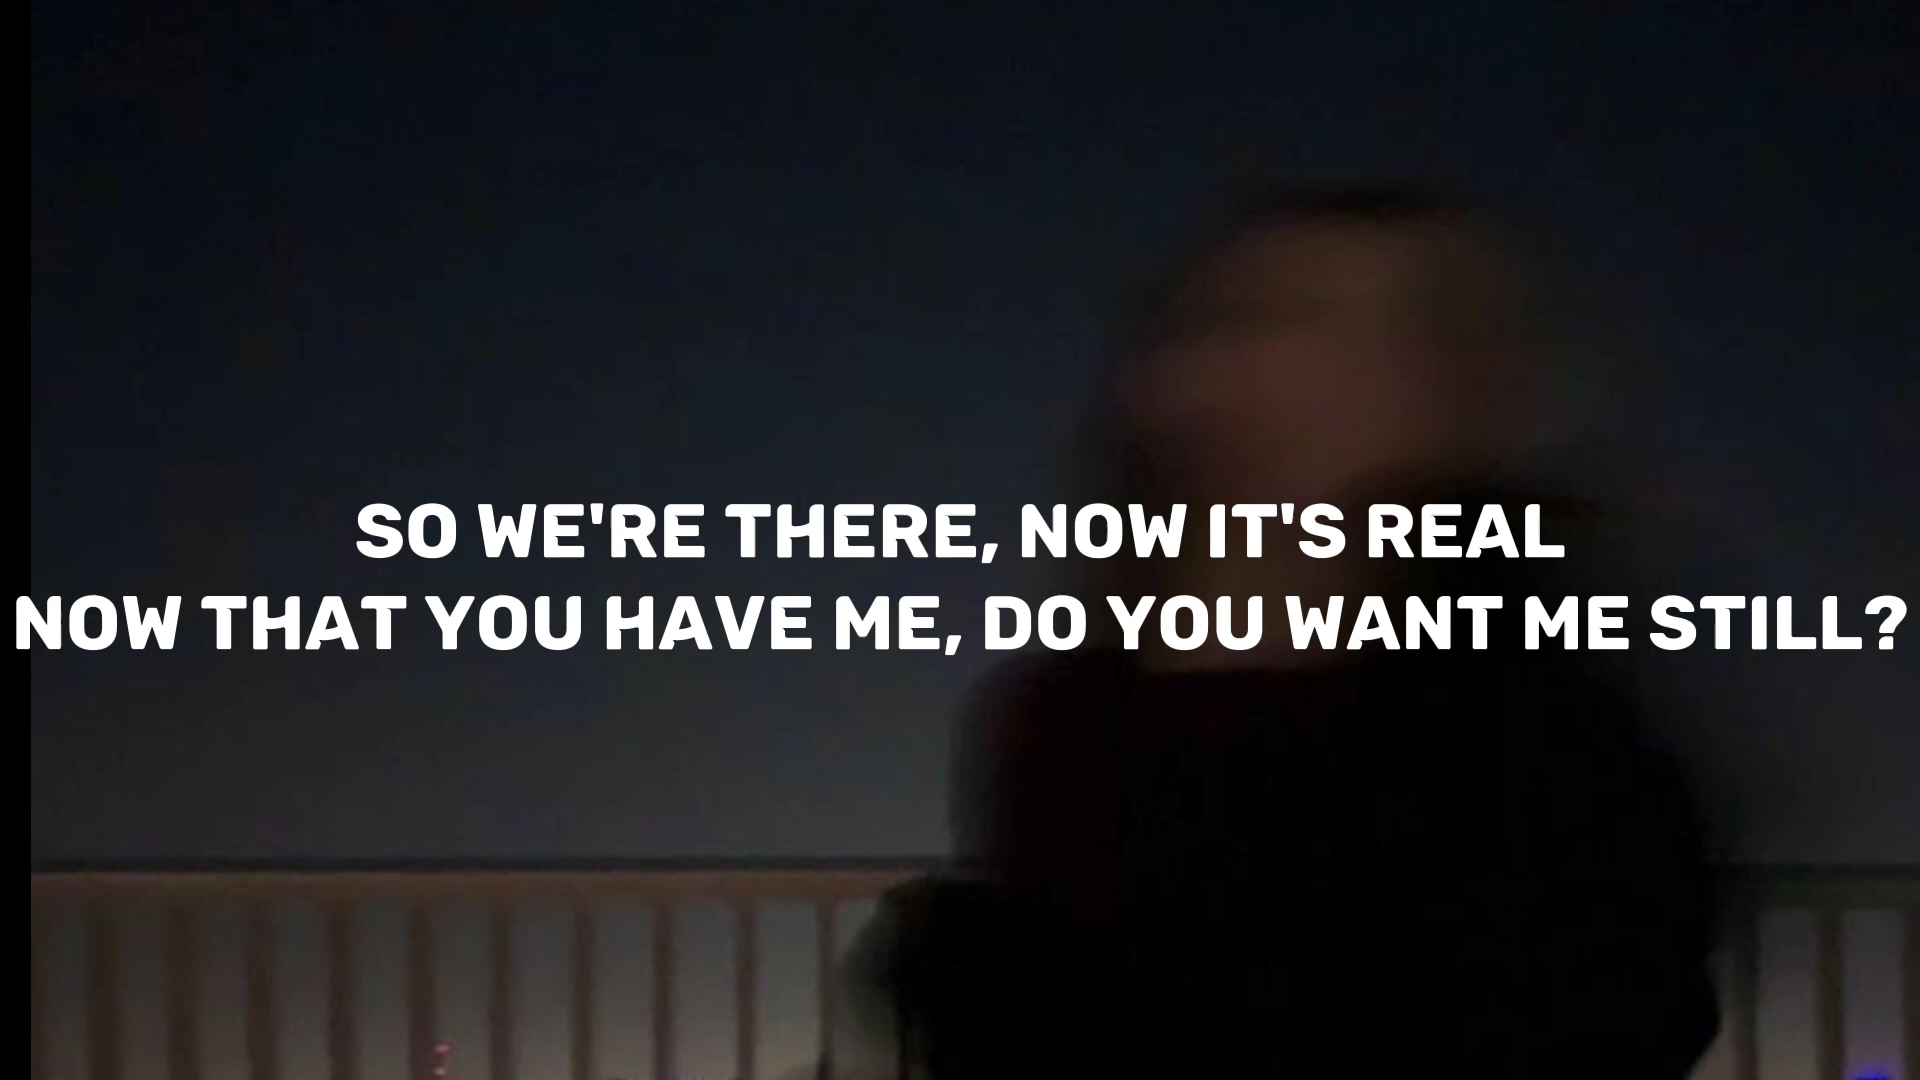 SO WE'RE THERE, NOW IT'S REAL
NOW THAT YOU HAVE ME, DO YOU WANT ME STILL?